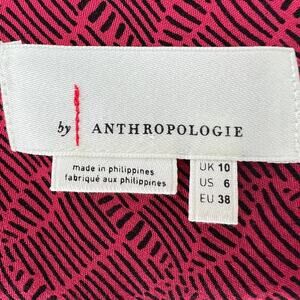 by ANTHROPOLOGIE
made in philippines
fabriqué aux philippines
UK 10
US 6
EU 38